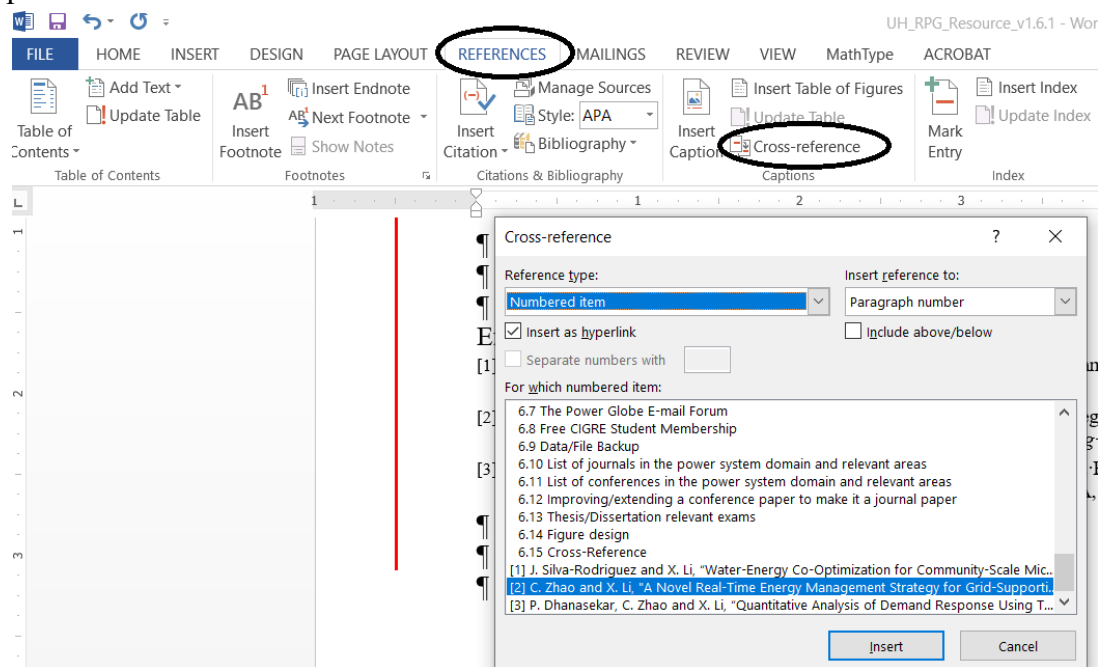 UH_RPG_Resource_v1.6.1 - Wor
FILE HOME INSERT DESIGN PAGE LAYOUT REFERENCES MAILINGS REVIEW VIEW MathType ACROBAT
Table of Contents
Add Text
Update Table
Table of Contents
AB1 Insert Footnote
Insert Endnote
AB Next Footnote
Show Notes
Footnotes
Insert Citation
Manage Sources
Style: APA
Bibliography
Citations & Bibliography
Insert Caption
Insert Table of Figures
Update Table
Cross-reference
Captions
Mark Entry
Insert Index
Update Index
Index
1 1 2 3
1
2
3
[1]
[2]
[3]
Cross-reference ?
Reference type: Insert reference to:
Numbered item Paragraph number
Insert as hyperlink Include above/below
Separate numbers with
For which numbered item:
6.7 The Power Globe E-mail Forum
6.8 Free CIGRE Student Membership
6.9 Data/File Backup
6.10 List of journals in the power system domain and relevant areas
6.11 List of conferences in the power system domain and relevant areas
6.12 Improving/extending a conference paper to make it a journal paper
6.13 Thesis/Dissertation relevant exams
6.14 Figure design
6.15 Cross-Reference
[1] J. Silva-Rodriguez and X. Li, "Water-Energy Co-Optimization for Community-Scale Mic...
[2] C. Zhao and X. Li, "A Novel Real-Time Energy Management Strategy for Grid-Supporti...
[3] P. Dhanasekar, C. Zhao and X. Li, "Quantitative Analysis of Demand Response Using T...
Insert Cancel